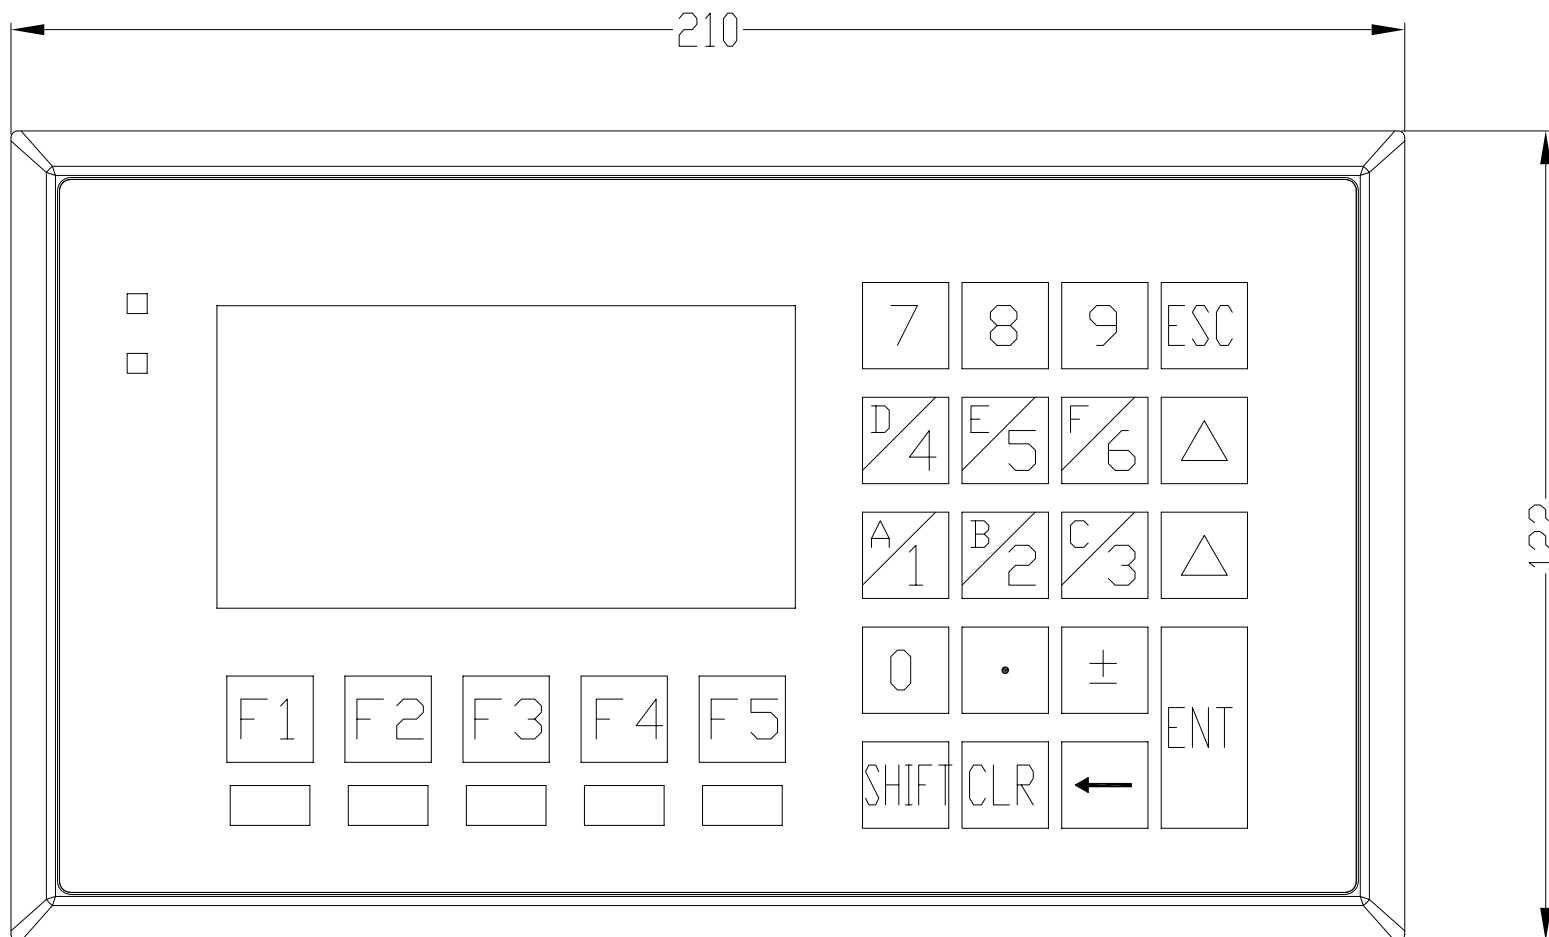 210
7 8 9 ESC
D/4 E/5 F/6
122
A/1 B/2 C/3
0 . ±
F1 F2 F3 F4 F5
ENT
SHIFT CLR ←